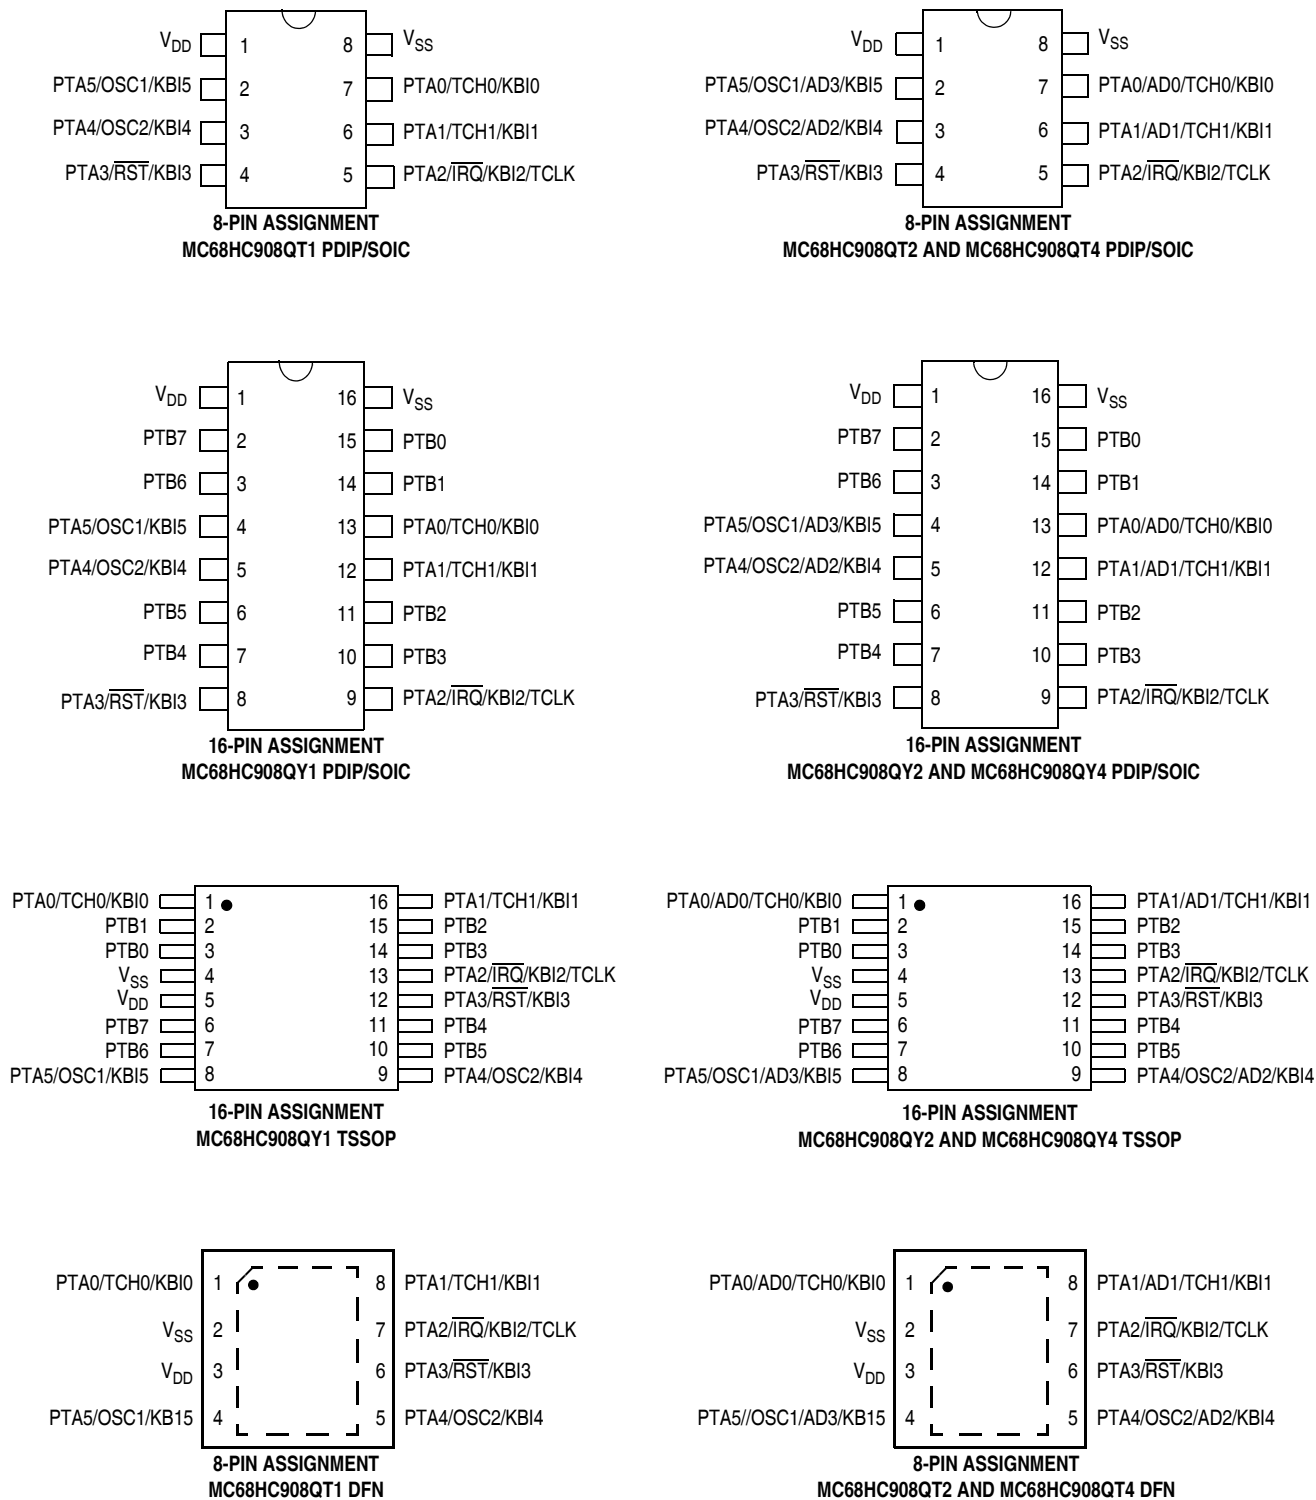 VDD 1 8 VSS
PTA5/OSC1/KBI5 2 7 PTA0/TCH0/KBI0
PTA4/OSC2/KBI4 3 6 PTA1/TCH1/KBI1
PTA3/RST/KBI3 4 5 PTA2/IRQ/KBI2/TCLK
8-PIN ASSIGNMENT
MC68HC908QT1 PDIP/SOIC
VDD 1 8 VSS
PTA5/OSC1/AD3/KBI5 2 7 PTA0/AD0/TCH0/KBI0
PTA4/OSC2/AD2/KBI4 3 6 PTA1/AD1/TCH1/KBI1
PTA3/RST/KBI3 4 5 PTA2/IRQ/KBI2/TCLK
8-PIN ASSIGNMENT
MC68HC908QT2 AND MC68HC908QT4 PDIP/SOIC
VDD 1 16 VSS
PTB7 2 15 PTB0
PTB6 3 14 PTB1
PTA5/OSC1/KBI5 4 13 PTA0/TCH0/KBI0
PTA4/OSC2/KBI4 5 12 PTA1/TCH1/KBI1
PTB5 6 11 PTB2
PTB4 7 10 PTB3
PTA3/RST/KBI3 8 9 PTA2/IRQ/KBI2/TCLK
16-PIN ASSIGNMENT
MC68HC908QY1 PDIP/SOIC
VDD 1 16 VSS
PTB7 2 15 PTB0
PTB6 3 14 PTB1
PTA5/OSC1/AD3/KBI5 4 13 PTA0/AD0/TCH0/KBI0
PTA4/OSC2/AD2/KBI4 5 12 PTA1/AD1/TCH1/KBI1
PTB5 6 11 PTB2
PTB4 7 10 PTB3
PTA3/RST/KBI3 8 9 PTA2/IRQ/KBI2/TCLK
16-PIN ASSIGNMENT
MC68HC908QY2 AND MC68HC908QY4 PDIP/SOIC
PTA0/TCH0/KBI0 1 16 PTA1/TCH1/KBI1
PTB1 2 15 PTB2
PTB0 3 14 PTB3
VSS 4 13 PTA2/IRQ/KBI2/TCLK
VDD 5 12 PTA3/RST/KBI3
PTB7 6 11 PTB4
PTB6 7 10 PTB5
PTA5/OSC1/KBI5 8 9 PTA4/OSC2/KBI4
16-PIN ASSIGNMENT
MC68HC908QY1 TSSOP
PTA0/AD0/TCH0/KBI0 1 16 PTA1/AD1/TCH1/KBI1
PTB1 2 15 PTB2
PTB0 3 14 PTB3
VSS 4 13 PTA2/IRQ/KBI2/TCLK
VDD 5 12 PTA3/RST/KBI3
PTB7 6 11 PTB4
PTB6 7 10 PTB5
PTA5/OSC1/AD3/KBI5 8 9 PTA4/OSC2/AD2/KBI4
16-PIN ASSIGNMENT
MC68HC908QY2 AND MC68HC908QY4 TSSOP
PTA0/TCH0/KBI0 1 8 PTA1/TCH1/KBI1
VSS 2 7 PTA2/IRQ/KBI2/TCLK
VDD 3 6 PTA3/RST/KBI3
PTA5/OSC1/KB15 4 5 PTA4/OSC2/KBI4
8-PIN ASSIGNMENT
MC68HC908QT1 DFN
PTA0/AD0/TCH0/KBI0 1 8 PTA1/AD1/TCH1/KBI1
VSS 2 7 PTA2/IRQ/KBI2/TCLK
VDD 3 6 PTA3/RST/KBI3
PTA5//OSC1/AD3/KB15 4 5 PTA4/OSC2/AD2/KBI4
8-PIN ASSIGNMENT
MC68HC908QT2 AND MC68HC908QT4 DFN